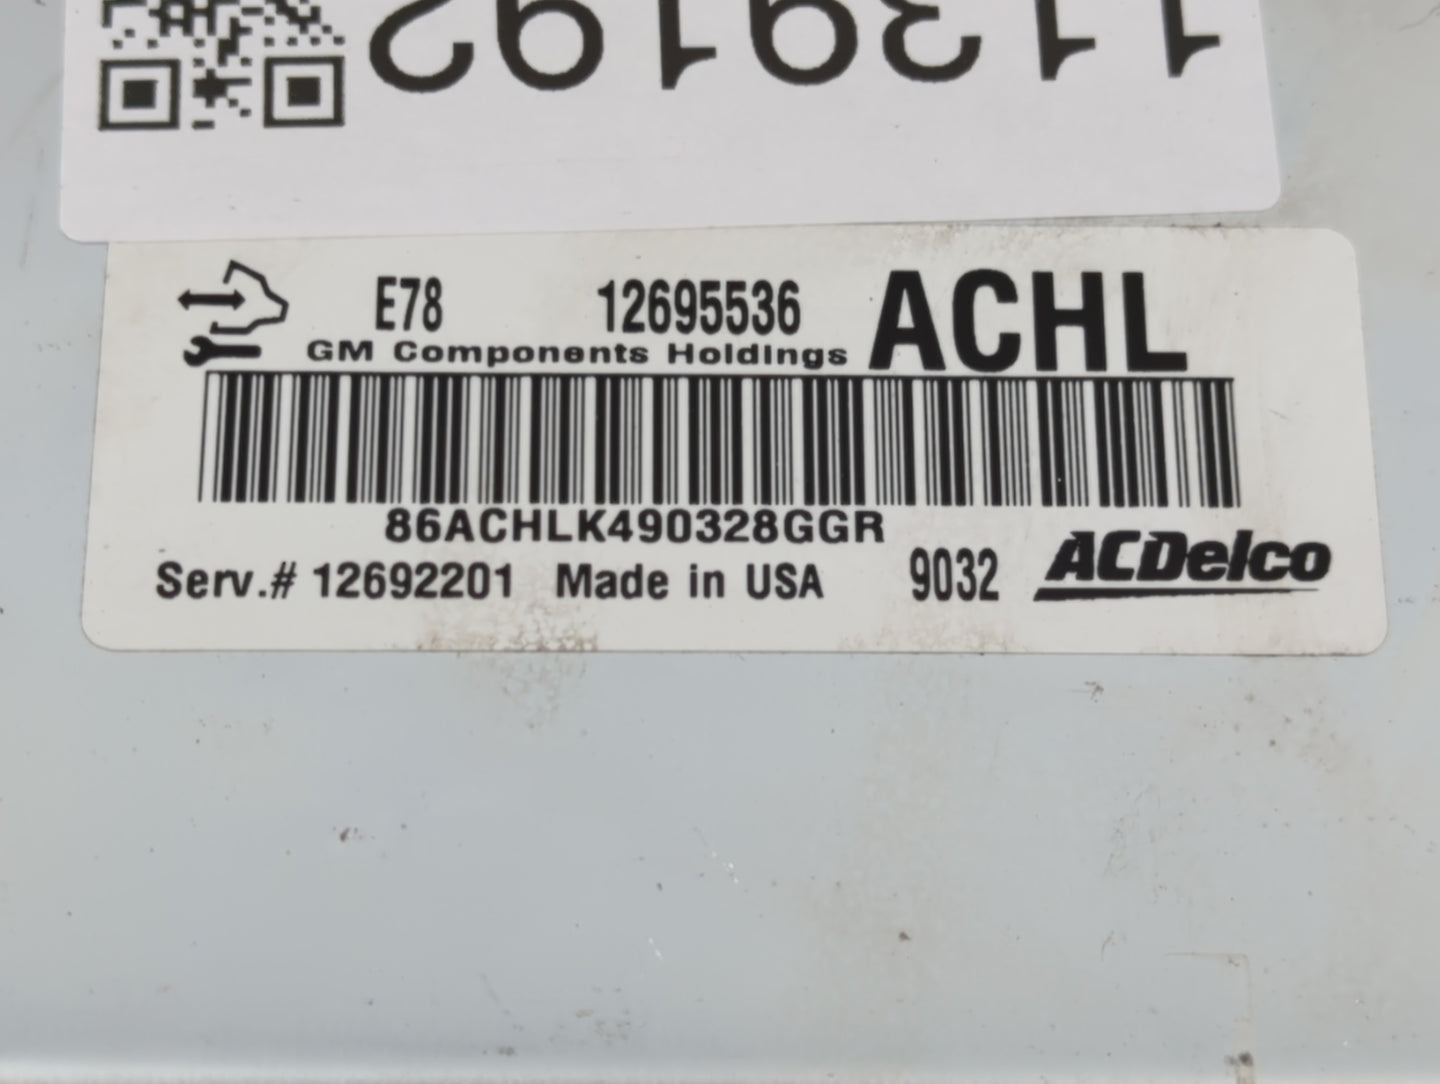 E78 12695536 ACHL
GM Components Holdings
86ACHLK490328GGR
Serv.# 12692201 Made in USA 9032 ACDelco